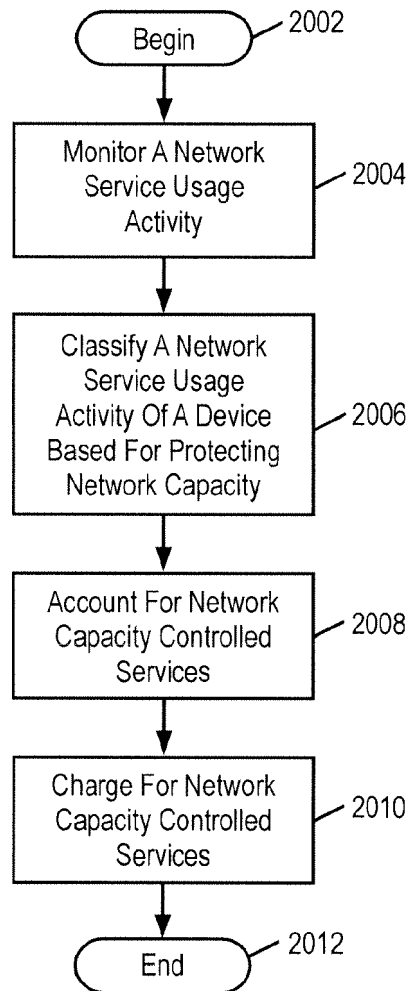 Begin
2002
Monitor A Network
Service Usage
Activity
2004
Classify A Network
Service Usage
Activity Of A Device
Based For Protecting
Network Capacity
2006
Account For Network
Capacity Controlled
Services
2008
Charge For Network
Capacity Controlled
Services
2010
End
2012